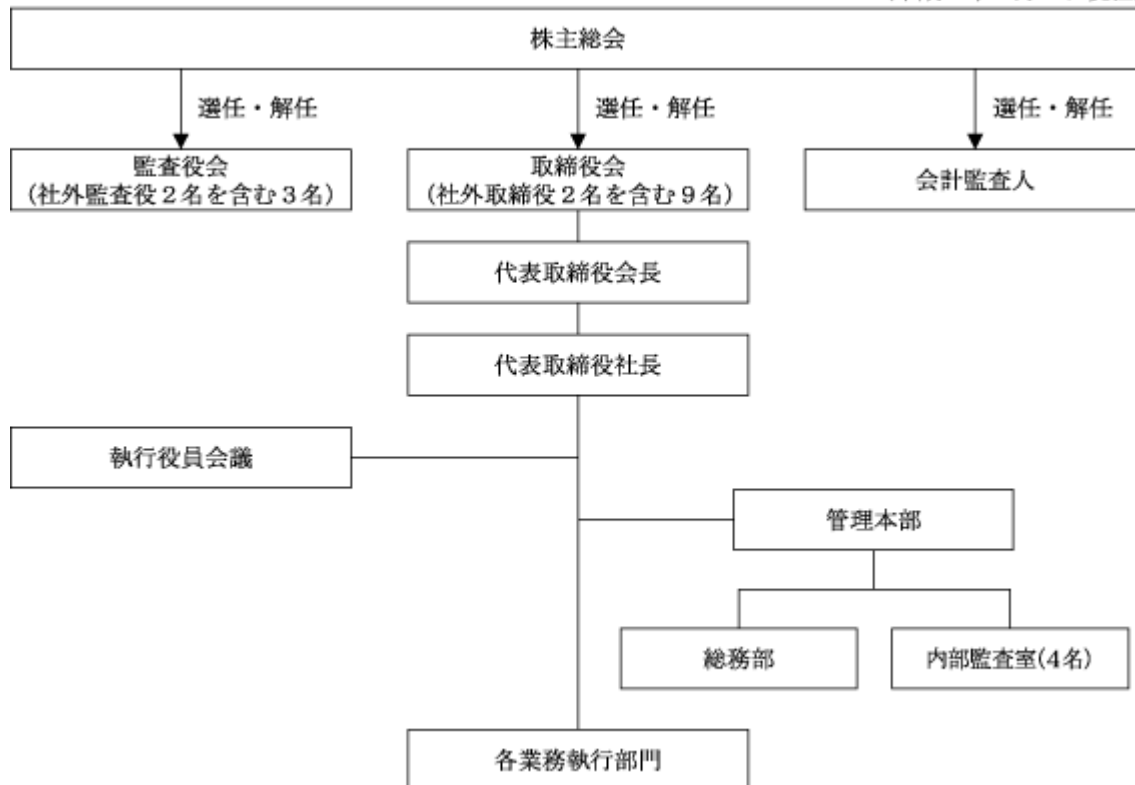 株主総会
選任・解任
選任・解任
選任・解任
監査役会
(社外監査役2名を含む3名)
取締役会
(社外取締役2名を含む9名)
会計監査人
代表取締役会長
代表取締役社長
執行役員会議
管理本部
総務部
内部監査室(4名)
各業務執行部門